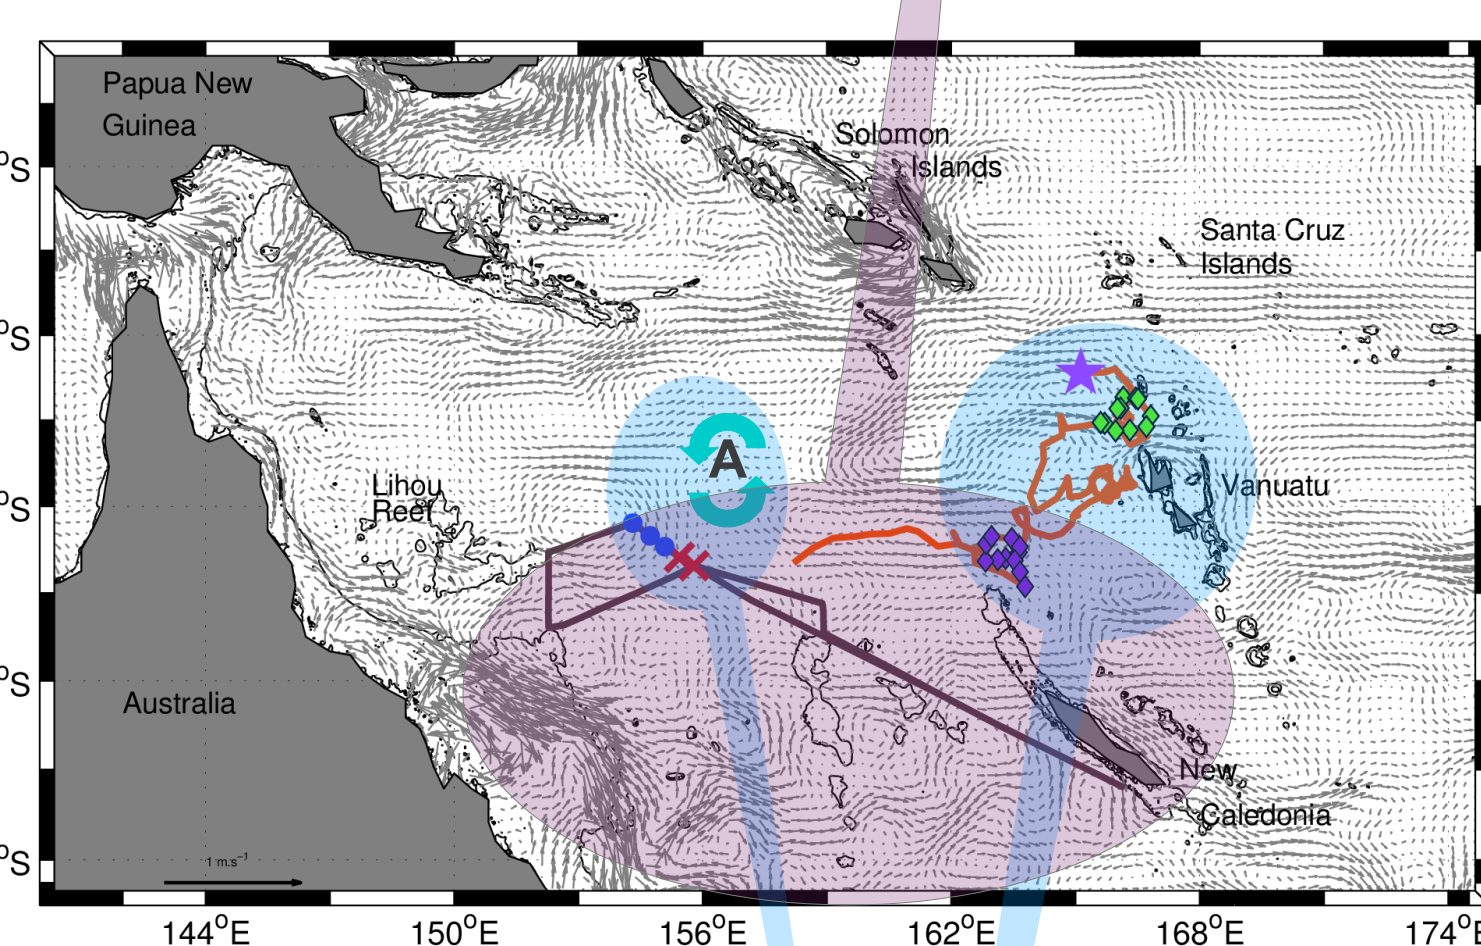 Papua New
Guinea
Solomon
Islands
°S
Santa Cruz
Islands
°S
A
Lihou
Reef
Vanuatu
°S
°S
Australia
New
Caledonia
1 m.s⁻¹
°S
144°E 150°E 156°E 162°E 168°E 174°E